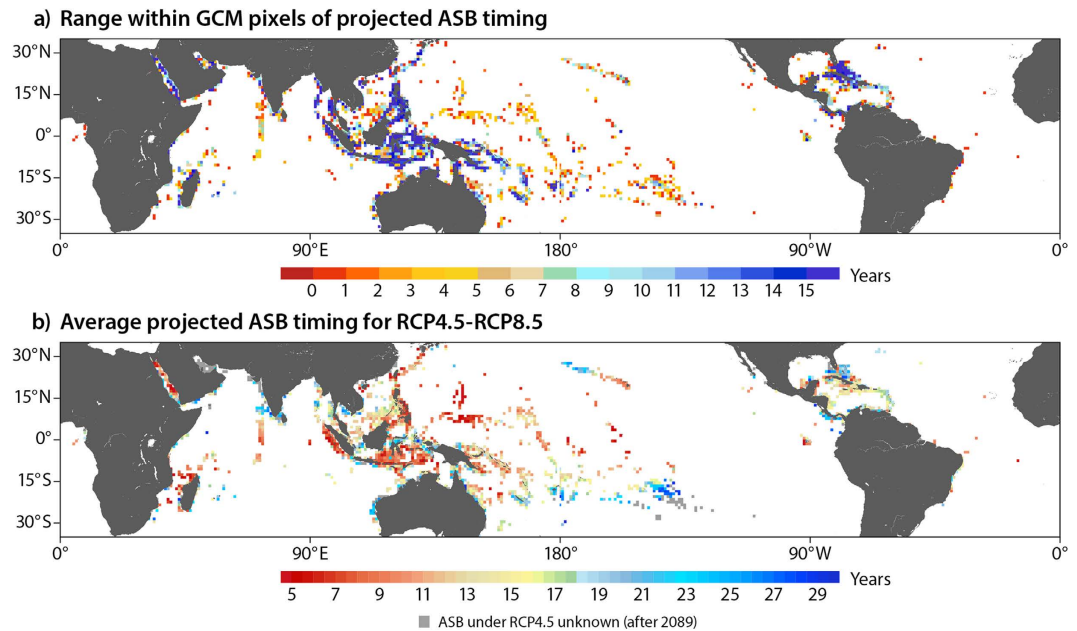 a) Range within GCM pixels of projected ASB timing
30°N
15°N
0°
15°S
30°S
0° 90°E 180° 90°W 0°
0 1 2 3 4 5 6 7 8 9 10 11 12 13 14 15 Years
b) Average projected ASB timing for RCP4.5-RCP8.5
30°N
15°N
0°
15°S
30°S
0° 90°E 180° 90°W 0°
5 7 9 11 13 15 17 19 21 23 25 27 29 Years
ASB under RCP4.5 unknown (after 2089)